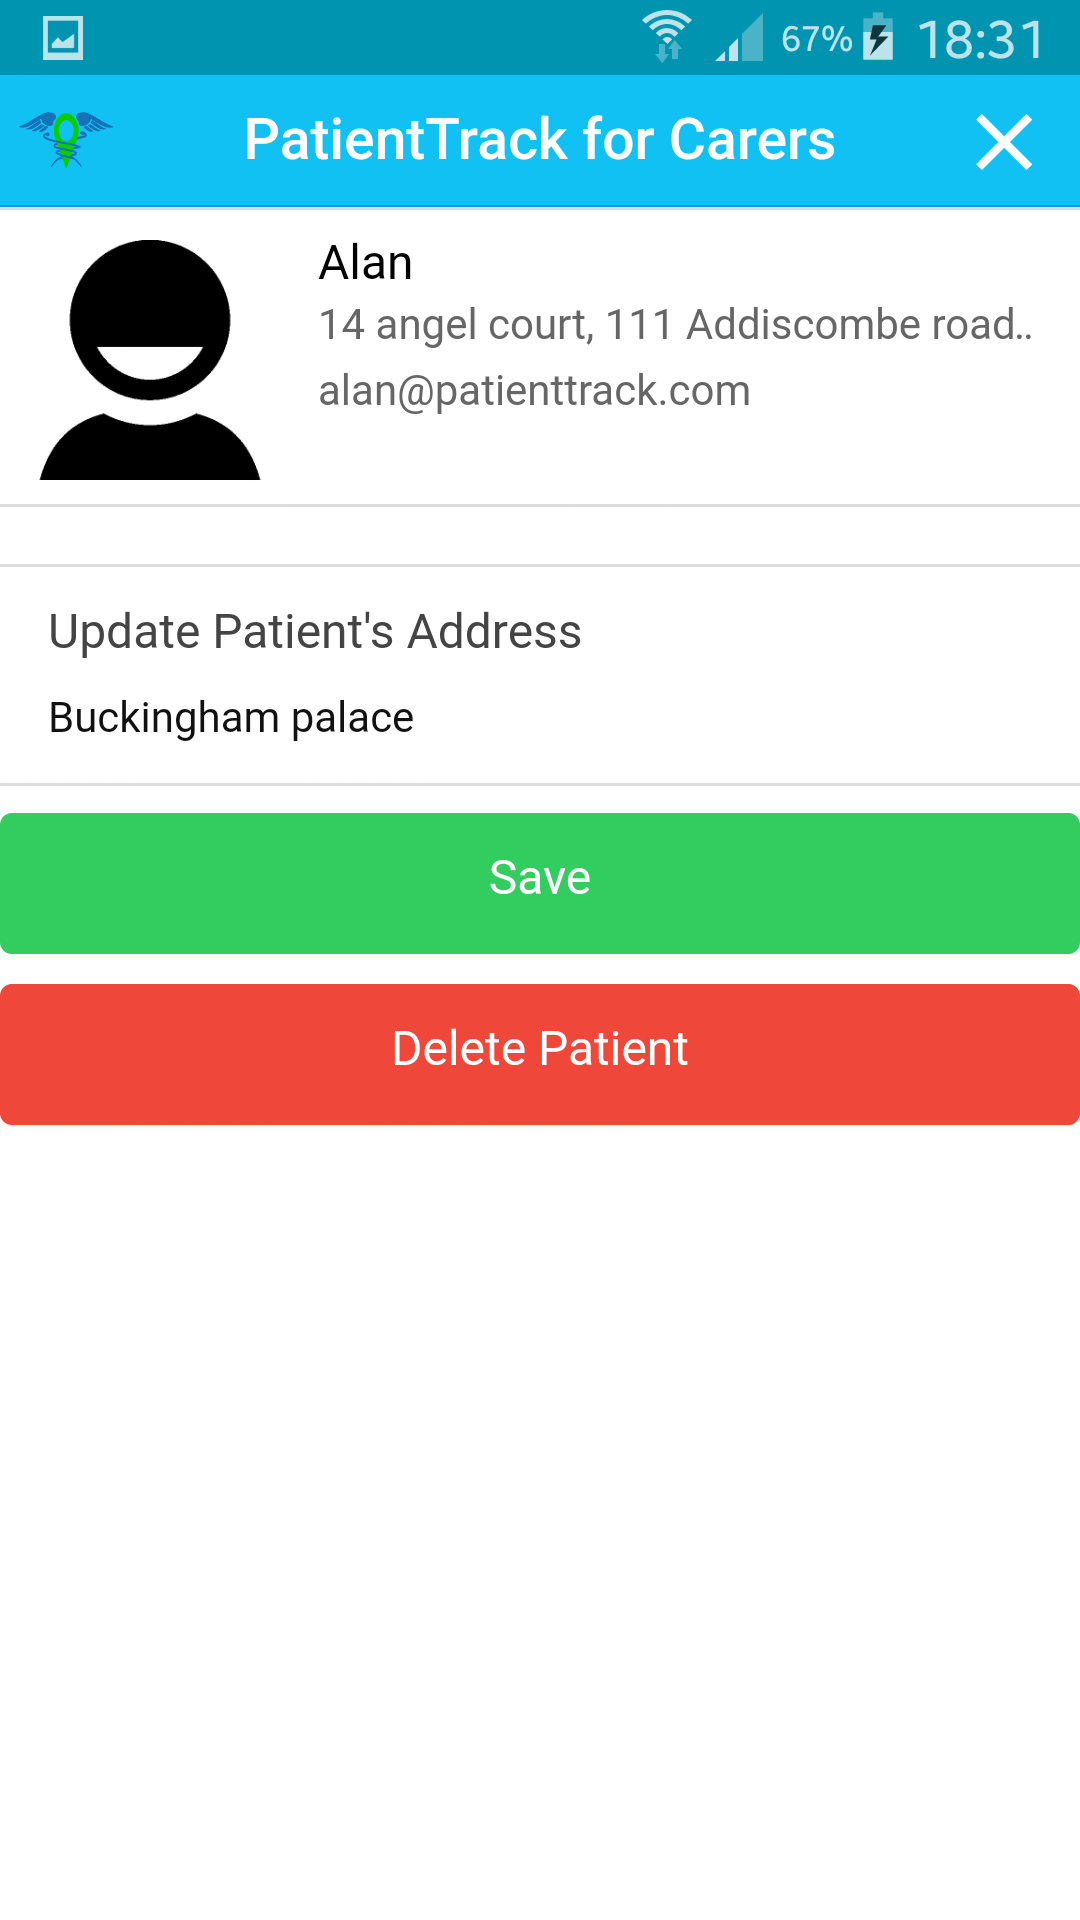 67% 18:31
PatientTrack for Carers
Alan
14 angel court, 111 Addiscombe road..
alan@patienttrack.com
Update Patient's Address
Buckingham palace
Save
Delete Patient